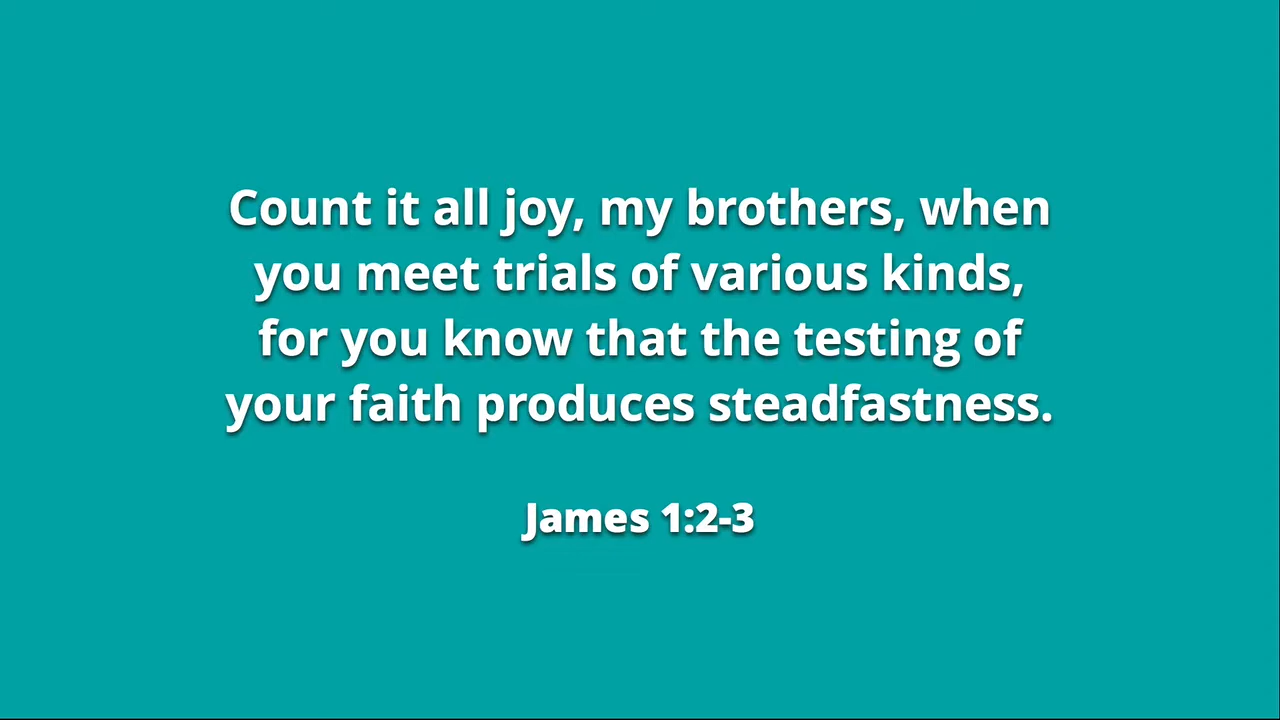 Count it all joy, my brothers, when
you meet trials of various kinds,
for you know that the testing of
your faith produces steadfastness.
James 1:2-3